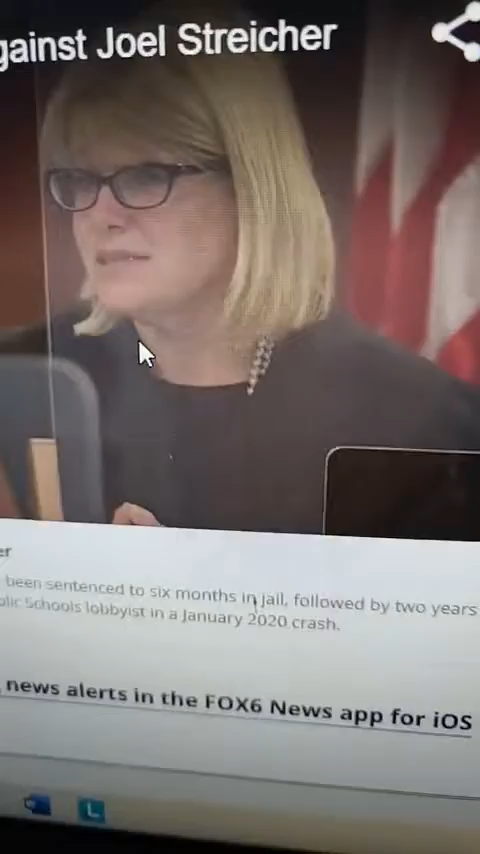 gainst Joel Streicher
er
been sentenced to six months in jail, followed by two years
blic Schools lobbyist in a January 2020 crash.
news alerts in the FOX6 News app for iOS
L